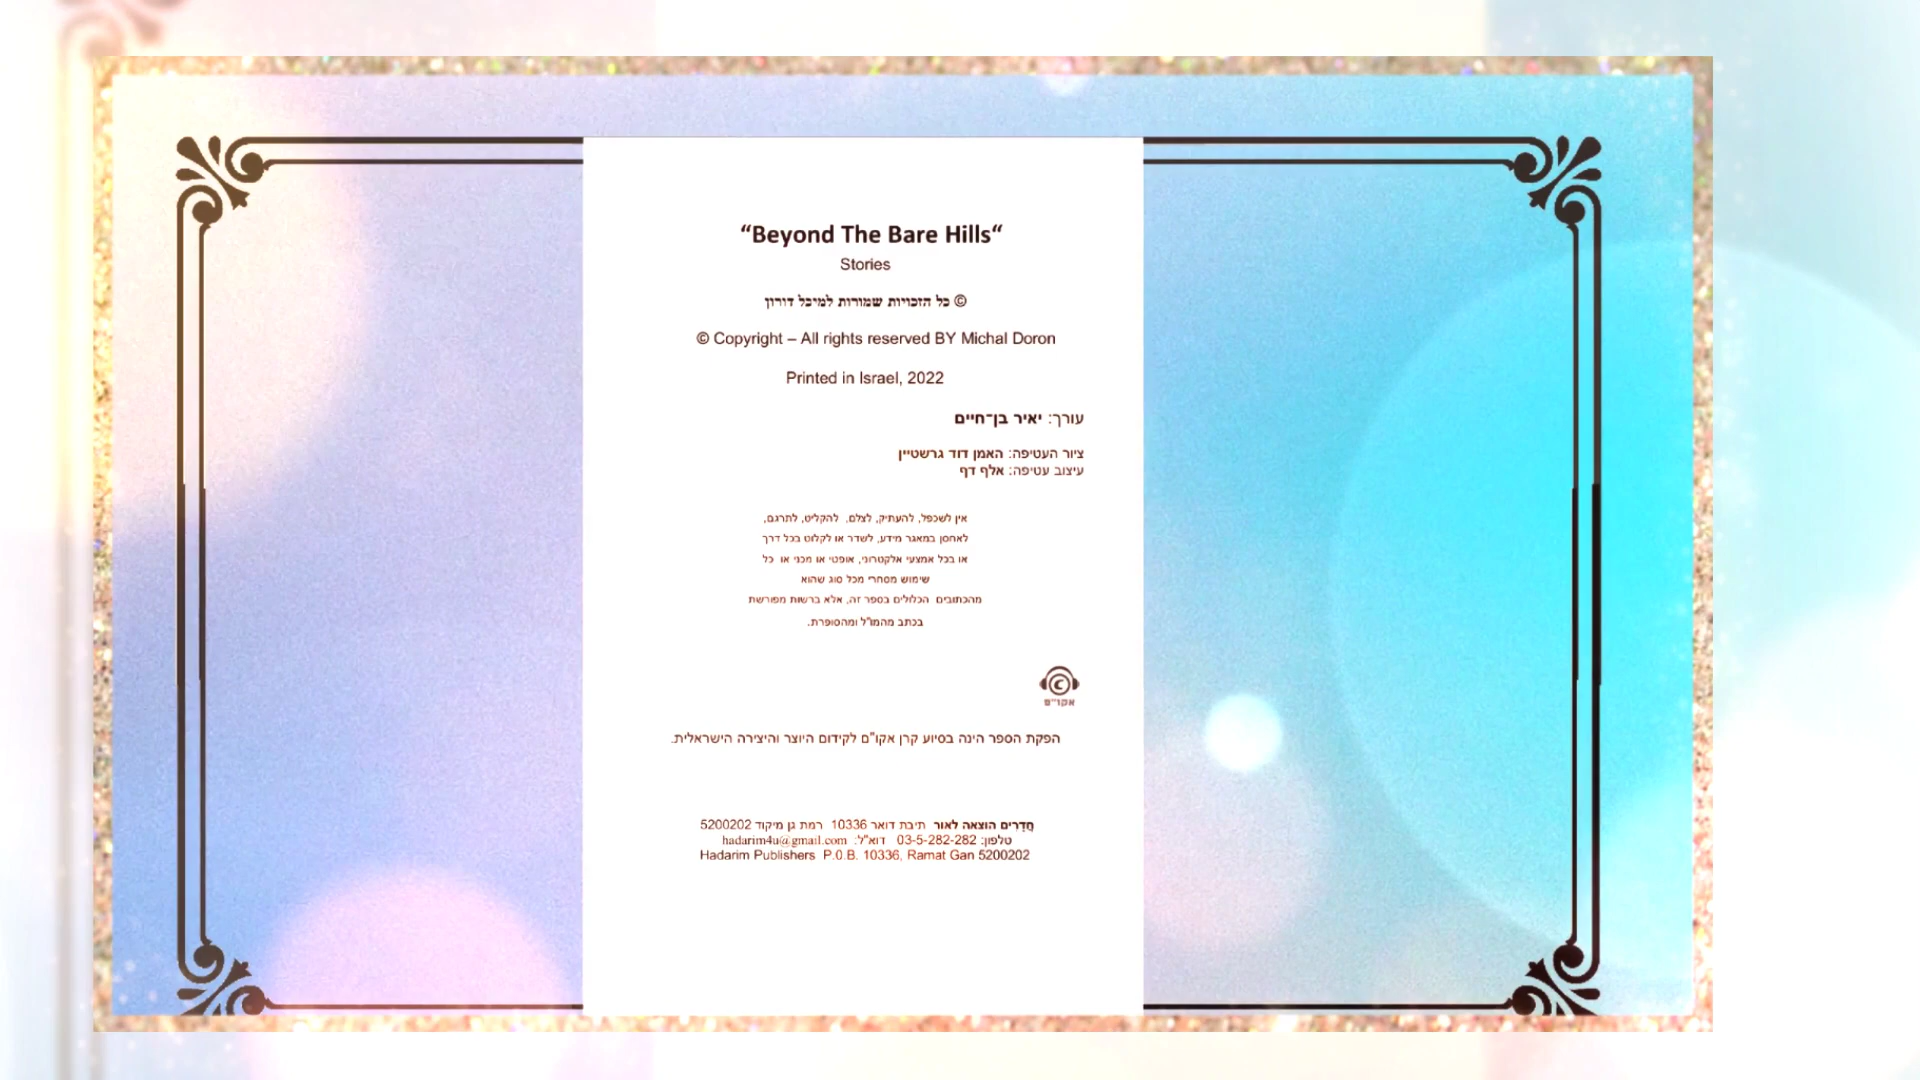 “Beyond The Bare Hills“
Stories
© כל הזכויות שמורות למיכל דורון
© Copyright – All rights reserved BY Michal Doron
Printed in Israel, 2022
עורך: יאיר בן־חיים
ציור העטיפה: האמן דוד גרשטיין
עיצוב עטיפה: אלף דף
אין לשכפל, להעתיק, לצלם, להקליט, לתרגם,
לאחסן במאגר מידע, לשדר או לקלוט בכל דרך
או בכל אמצעי אלקטרוני, אופטי או מכני או כל
שימוש מסחרי מכל סוג שהוא
מהכתובים הכלולים בספר זה, אלא ברשות מפורשת
בכתב מהמו"ל ומהסופרת.
אקו"ם
הפקת הספר הינה בסיוע קרן אקו"ם לקידום היוצר והיצירה הישראלית.
חֲדָרִים הוצאה לאור תיבת דואר 10336 רמת גן מיקוד 5200202
טלפון: 03-5-282-282 דוא"ל: hadarim4u@gmail.com
Hadarim Publishers P.0.B. 10336, Ramat Gan 5200202